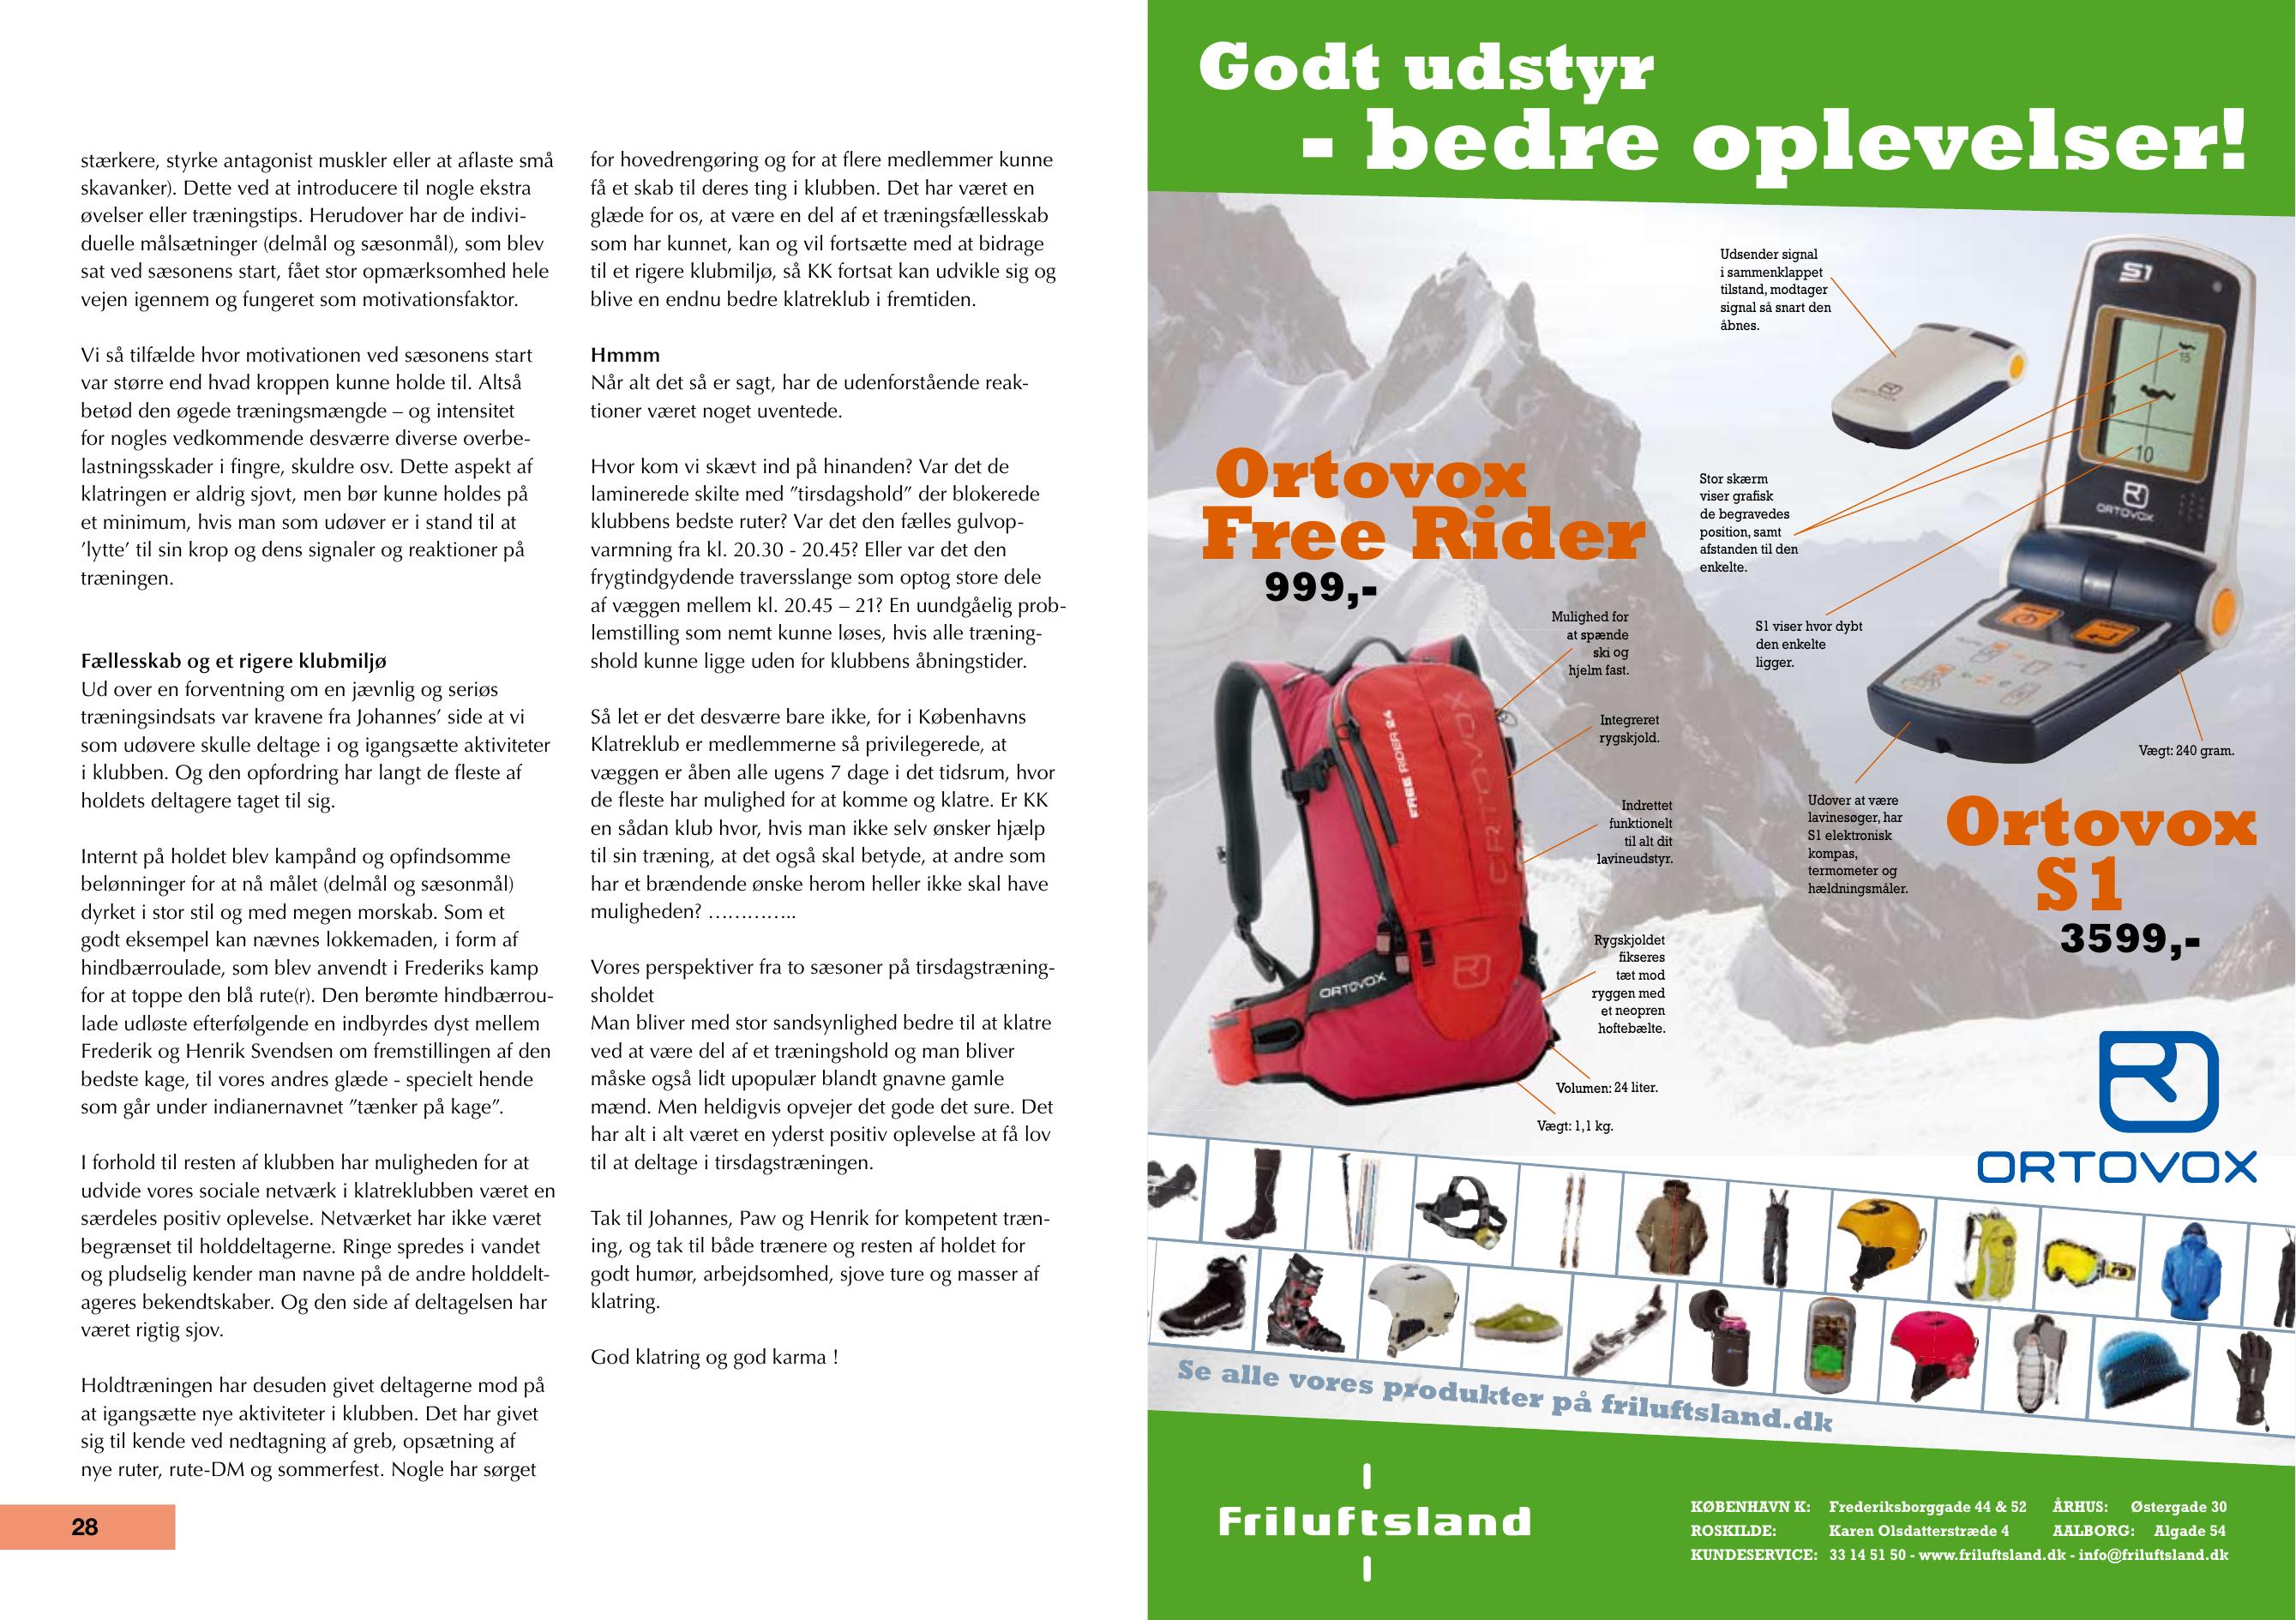 stærkere, styrke antagonist muskler eller at aflaste små
skavanker). Dette ved at introducere til nogle ekstra
øvelser eller træningstips. Herudover har de indivi-
duelle målsætninger (delmål og sæsonmål), som blev
sat ved sæsonens start, fået stor opmærksomhed hele
vejen igennem og fungeret som motivationsfaktor.
Vi så tilfælde hvor motivationen ved sæsonens start
var større end hvad kroppen kunne holde til. Altså
betød den øgede træningsmængde – og intensitet
for nogles vedkommende desværre diverse overbe-
lastningsskader i fingre, skuldre osv. Dette aspekt af
klatringen er aldrig sjovt, men bør kunne holdes på
et minimum, hvis man som udøver er i stand til at
’lytte’ til sin krop og dens signaler og reaktioner på
træningen.
Fællesskab og et rigere klubmiljø
Ud over en forventning om en jævnlig og seriøs
træningsindsats var kravene fra Johannes’ side at vi
som udøvere skulle deltage i og igangsætte aktiviteter
i klubben. Og den opfordring har langt de fleste af
holdets deltagere taget til sig.
Internt på holdet blev kampånd og opfindsomme
belønninger for at nå målet (delmål og sæsonmål)
dyrket i stor stil og med megen morskab. Som et
godt eksempel kan nævnes lokkemaden, i form af
hindbærroulade, som blev anvendt i Frederiks kamp
for at toppe den blå rute(r). Den berømte hindbærrou-
lade udløste efterfølgende en indbyrdes dyst mellem
Frederik og Henrik Svendsen om fremstillingen af den
bedste kage, til vores andres glæde - specielt hende
som går under indianernavnet ”tænker på kage”.
I forhold til resten af klubben har muligheden for at
udvide vores sociale netværk i klatreklubben været en
særdeles positiv oplevelse. Netværket har ikke været
begrænset til holddeltagerne. Ringe spredes i vandet
og pludselig kender man navne på de andre holddelt-
ageres bekendtskaber. Og den side af deltagelsen har
været rigtig sjov.
Holdtræningen har desuden givet deltagerne mod på
at igangsætte nye aktiviteter i klubben. Det har givet
sig til kende ved nedtagning af greb, opsætning af
nye ruter, rute-DM og sommerfest. Nogle har sørget
28
for hovedrengøring og for at flere medlemmer kunne
få et skab til deres ting i klubben. Det har været en
glæde for os, at være en del af et træningsfællesskab
som har kunnet, kan og vil fortsætte med at bidrage
til et rigere klubmiljø, så KK fortsat kan udvikle sig og
blive en endnu bedre klatreklub i fremtiden.
Hmmm
Når alt det så er sagt, har de udenforstående reak-
tioner været noget uventede.
Hvor kom vi skævt ind på hinanden? Var det de
laminerede skilte med ”tirsdagshold” der blokerede
klubbens bedste ruter? Var det den fælles gulvop-
varmning fra kl. 20.30 - 20.45? Eller var det den
frygtindgydende traversslange som optog store dele
af væggen mellem kl. 20.45 – 21? En uundgåelig prob-
lemstilling som nemt kunne løses, hvis alle træning-
shold kunne ligge uden for klubbens åbningstider.
Så let er det desværre bare ikke, for i Københavns
Klatreklub er medlemmerne så privilegerede, at
væggen er åben alle ugens 7 dage i det tidsrum, hvor
de fleste har mulighed for at komme og klatre. Er KK
en sådan klub hvor, hvis man ikke selv ønsker hjælp
til sin træning, at det også skal betyde, at andre som
har et brændende ønske herom heller ikke skal have
muligheden? …………..
Vores perspektiver fra to sæsoner på tirsdagstræning-
sholdet
Man bliver med stor sandsynlighed bedre til at klatre
ved at være del af et træningshold og man bliver
måske også lidt upopulær blandt gnavne gamle
mænd. Men heldigvis opvejer det gode det sure. Det
har alt i alt været en yderst positiv oplevelse at få lov
til at deltage i tirsdagstræningen.
Tak til Johannes, Paw og Henrik for kompetent træn-
ing, og tak til både trænere og resten af holdet for
godt humør, arbejdsomhed, sjove ture og masser af
klatring.
God klatring og god karma !
Godt udstyr
- bedre oplevelser!
Udsender signal
i sammenklappet
tilstand, modtager
signal så snart den
åbnes.
S1
15
10
ORTOVOX
Stor skærm
viser grafisk
de begravedes
position, samt
afstanden til den
enkelte.
S1 viser hvor dybt
den enkelte
ligger.
Vægt: 240 gram.
Udover at være
lavinesøger, har
S1 elektronisk
kompas,
termometer og
hældningsmåler.
Ortovox
S1
3599,-
Ortovox
Free Rider
999,-
Mulighed for
at spænde
ski og
hjelm fast.
Integreret
rygskjold.
Indrettet
funktionelt
til alt dit
lavineudstyr.
Rygskjoldet
fikseres
tæt mod
ryggen med
et neopren
hoftebælte.
Volumen: 24 liter.
Vægt: 1,1 kg.
FREE RIDER 24
ORTOVOX
ORTOVOX
ORTOVOX
Se alle vores produkter på friluftsland.dk
Friluftsland
KØBENHAVN K: Frederiksborggade 44 & 52 ÅRHUS: Østergade 30
ROSKILDE: Karen Olsdatterstræde 4 AALBORG: Algade 54
KUNDESERVICE: 33 14 51 50 - www.friluftsland.dk - info@friluftsland.dk